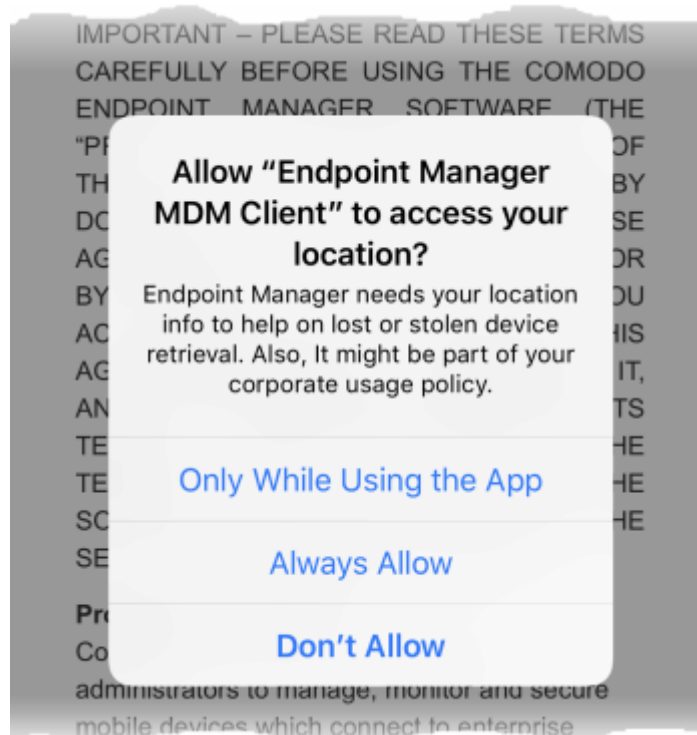 IMPORTANT – PLEASE READ THESE TERMS
CAREFULLY BEFORE USING THE COMODO
ENDPOINT MANAGER SOFTWARE (THE
OF
BY
Allow “Endpoint Manager
MDM Client” to access your
location?
Endpoint Manager needs your location
info to help on lost or stolen device
retrieval. Also, It might be part of your
corporate usage policy.
IT,
Only While Using the App
Always Allow
Don’t Allow
administrators to manage, monitor and secure
mobile devices which connect to enterprise